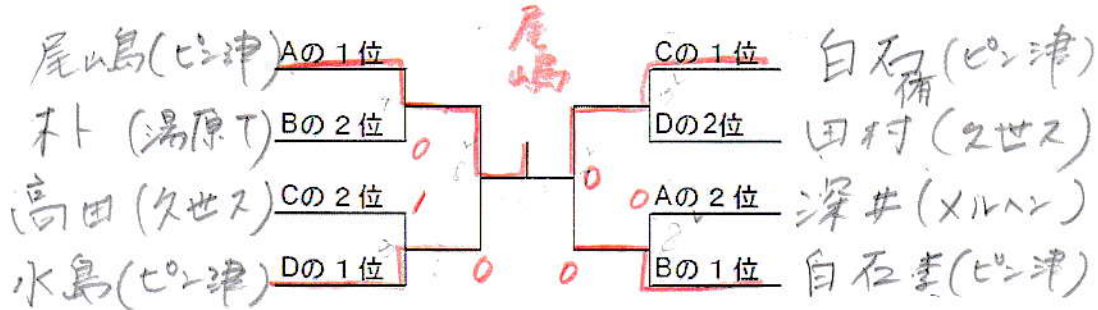 尾嶋
尾嶋(ピン津) Aの1位
朴 (湯原T) Bの2位
0
高田(久世ス) Cの2位
1
水島(ピン津) Dの1位
0
Cの1位 白石侑(ピン津)
Dの2位 田村(久世ス)
0
0 Aの2位 深井(メルヘン)
0
Bの1位 白石季(ピン津)